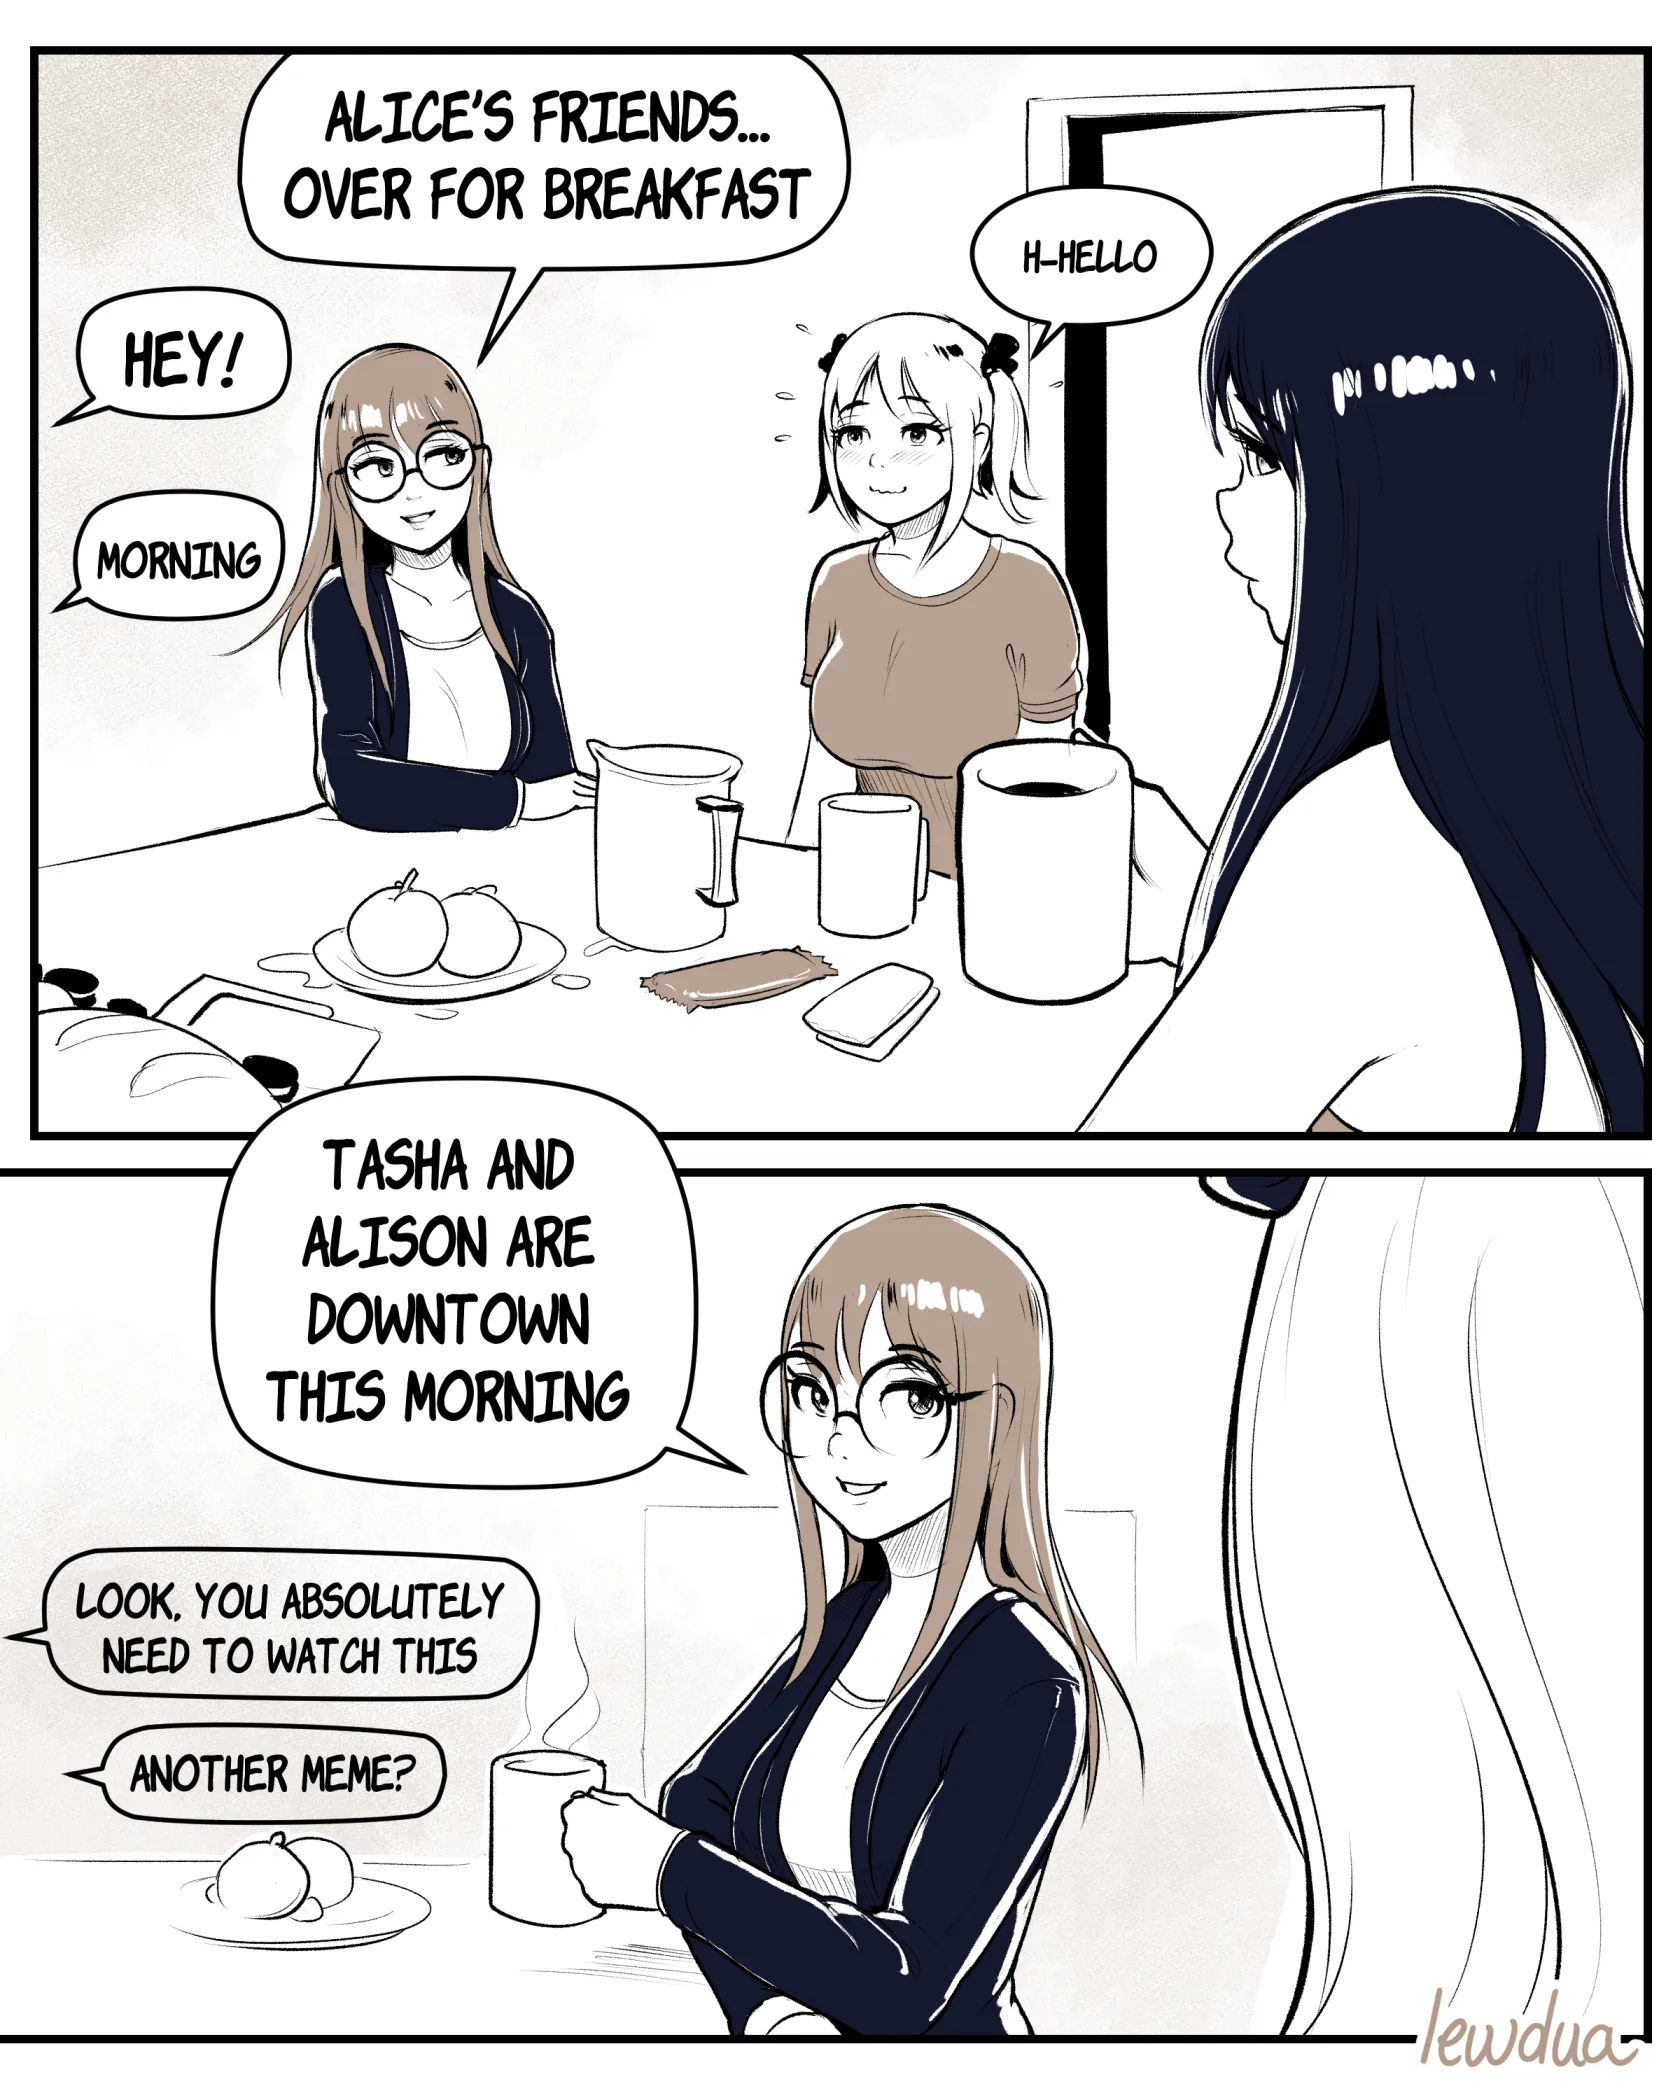 ALICE'S FRIENDS...
OVER FOR BREAKFAST
HEY!
H-HELLO
MORNING
TASHA AND
ALISON ARE
DOWNTOWN
THIS MORNING
LOOK, YOU ABSOLUTELY
NEED TO WATCH THIS
ANOTHER MEME?
lewdua